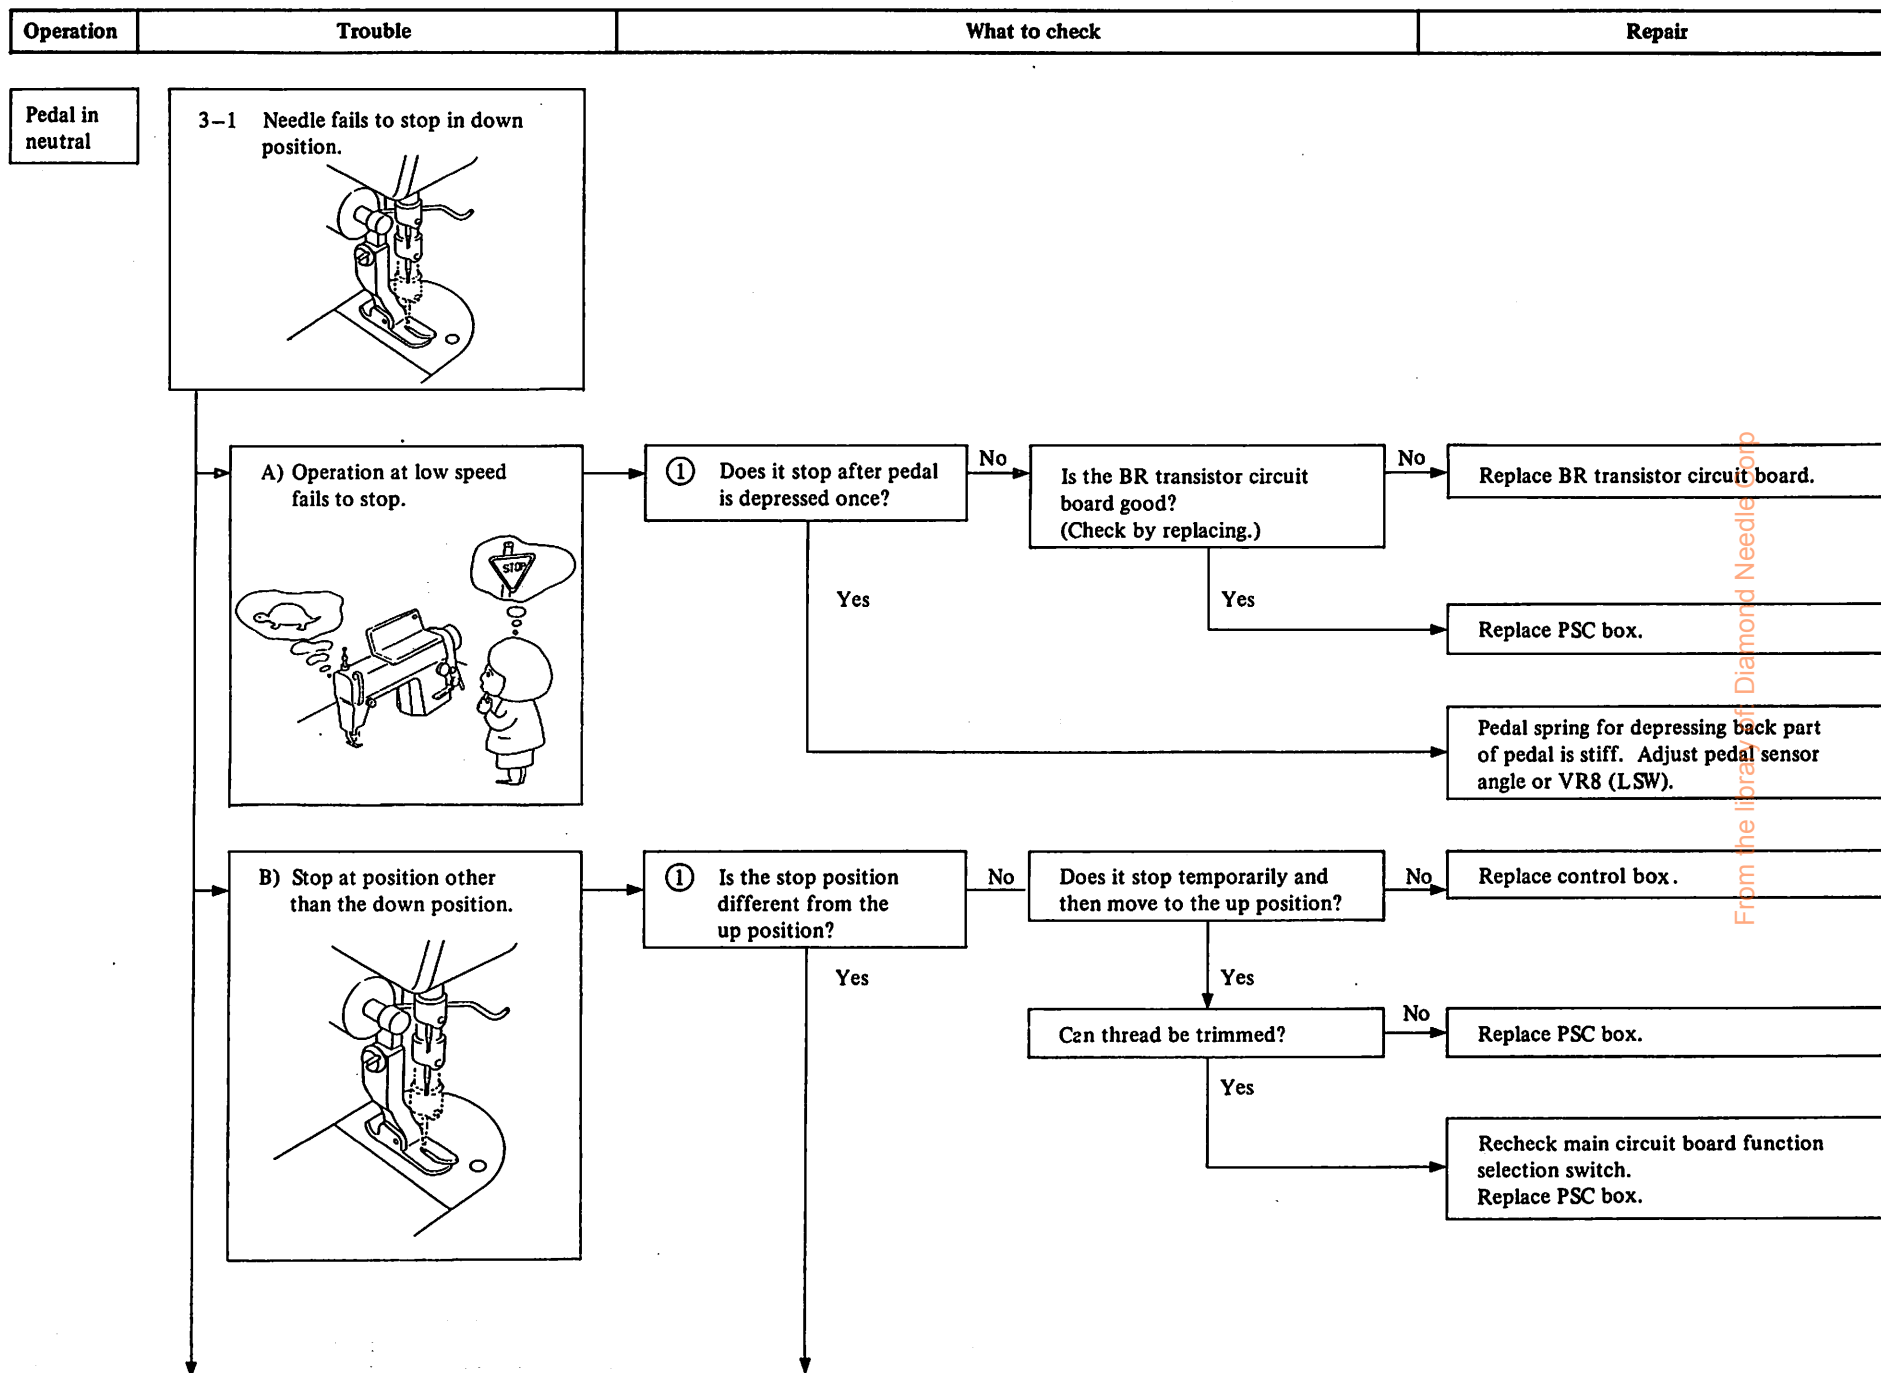 Operation Trouble What to check Repair
Pedal in
neutral
3-1 Needle fails to stop in down
position.
A) Operation at low speed
fails to stop.
STOP
① Does it stop after pedal
is depressed once?
No
Is the BR transistor circuit
board good?
(Check by replacing.)
No
Replace BR transistor circuit board.
Yes
Yes
Replace PSC box.
Pedal spring for depressing back part
of pedal is stiff. Adjust pedal sensor
angle or VR8 (LSW).
B) Stop at position other
than the down position.
① Is the stop position
different from the
up position?
No
Does it stop temporarily and
then move to the up position?
No
Replace control box.
Yes
Yes
Can thread be trimmed?
No
Replace PSC box.
Yes
Recheck main circuit board function
selection switch.
Replace PSC box.
From the library of: Diamond Needle Corp